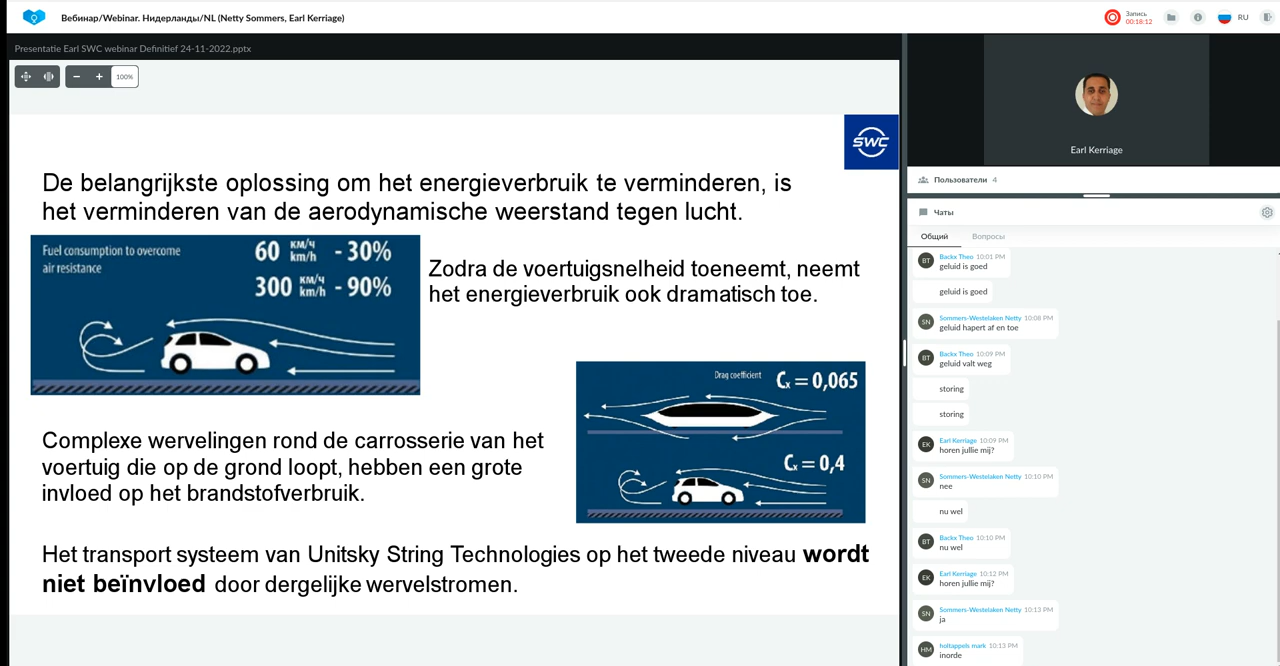 Вебинар/Webinar. Нидерланды/NL (Netty Sommers, Earl Kerriage)
Запись
00:18:12
RU
Presentatie Earl SWC webinar Definitief 24-11-2022.pptx
100%
SWC
De belangrijkste oplossing om het energieverbruik te verminderen, is
het verminderen van de aerodynamische weerstand tegen lucht.
Fuel consumption to overcome
air resistance
60 км/ч km/h - 30%
300 км/ч km/h - 90%
Zodra de voertuigsnelheid toeneemt, neemt
het energieverbruik ook dramatisch toe.
Drag coefficient Cx = 0,065
Cx = 0,4
Complexe wervelingen rond de carrosserie van het
voertuig die op de grond loopt, hebben een grote
invloed op het brandstofverbruik.
Het transport systeem van Unitsky String Technologies op het tweede niveau wordt
niet beïnvloed door dergelijke wervelstromen.
Earl Kerriage
Пользователи 4
Чаты
Общий Вопросы
BT Backx Theo 10:01 PM
geluid is goed
geluid is goed
SN Sommers-Westelaken Netty 10:08 PM
geluid hapert af en toe
BT Backx Theo 10:09 PM
geluid valt weg
storing
storing
EK Earl Kerriage 10:09 PM
horen jullie mij?
SN Sommers-Westelaken Netty 10:10 PM
nee
nu wel
BT Backx Theo 10:10 PM
nu wel
EK Earl Kerriage 10:12 PM
horen jullie mij?
SN Sommers-Westelaken Netty 10:13 PM
ja
HM holtappels mark 10:13 PM
inorde